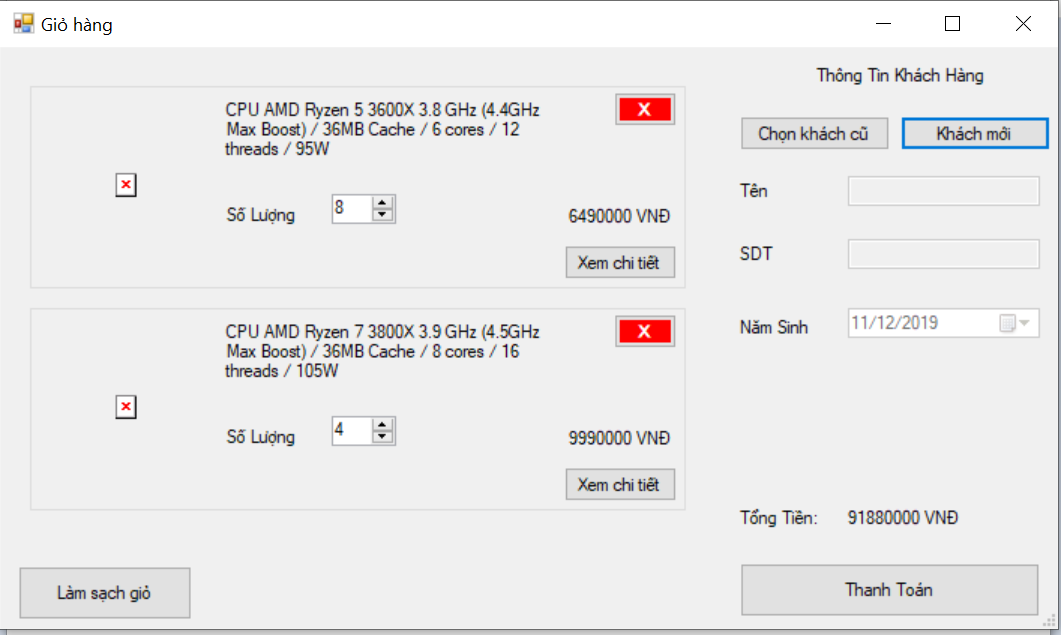 Giỏ hàng
CPU AMD Ryzen 5 3600X 3.8 GHz (4.4GHz
Max Boost) / 36MB Cache / 6 cores / 12
threads / 95W
X
Số Lượng
8
6490000 VNĐ
Xem chi tiết
CPU AMD Ryzen 7 3800X 3.9 GHz (4.5GHz
Max Boost) / 36MB Cache / 8 cores / 16
threads / 105W
X
Số Lượng
4
9990000 VNĐ
Xem chi tiết
Làm sạch giỏ
Thông Tin Khách Hàng
Chọn khách cũ
Khách mới
Tên
SDT
Năm Sinh
11/12/2019
Tổng Tiền: 91880000 VNĐ
Thanh Toán